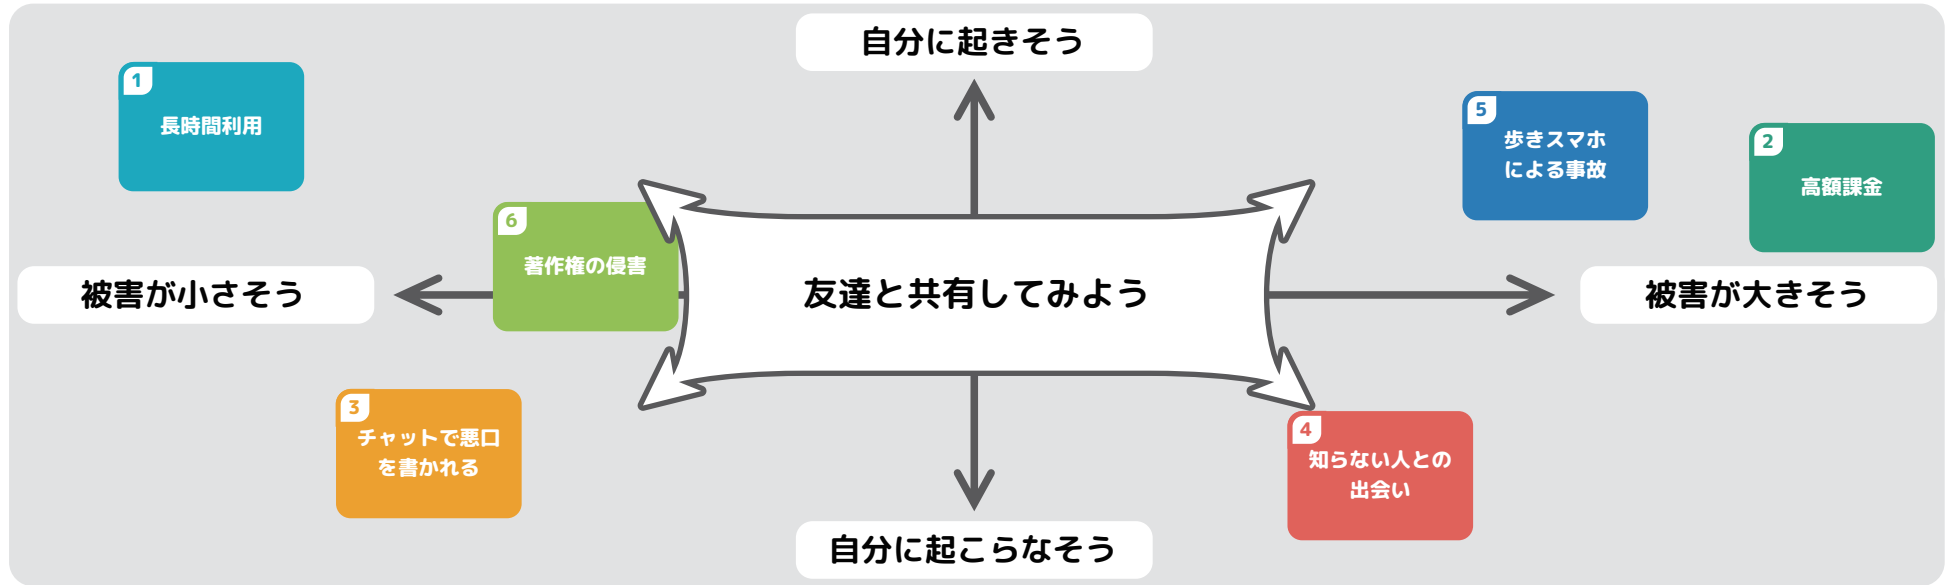 自分に起きそう
1
長時間利用
5
歩きスマホ
による事故
2
高額課金
6
著作権の侵害
被害が小さそう
友達と共有してみよう
被害が大きそう
3
チャットで悪口
を書かれる
4
知らない人との
出会い
自分に起こらなそう